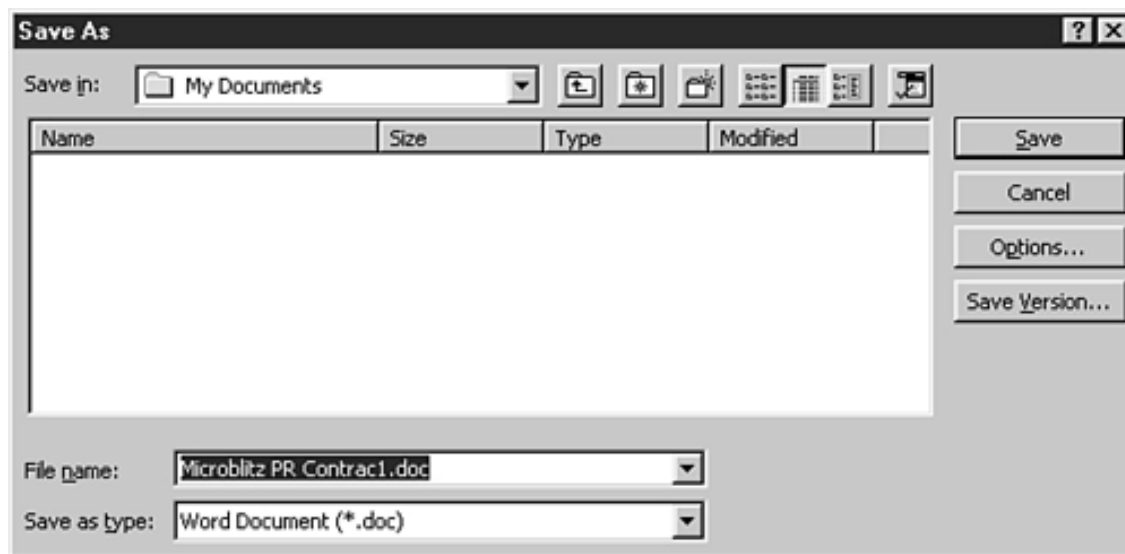 Save As
Save in: My Documents
Name Size Type Modified
Save
Cancel
Options...
Save Version...
File name: Microblitz PR Contrac1.doc
Save as type: Word Document (*.doc)